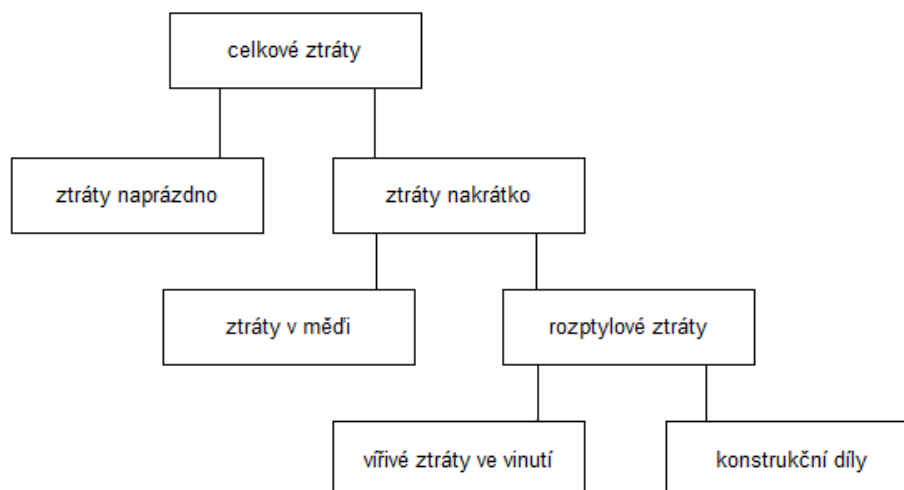 celkové ztráty
ztráty naprázdno
ztráty nakrátko
ztráty v mědi
rozptylové ztráty
vířivé ztráty ve vinutí
konstrukční díly